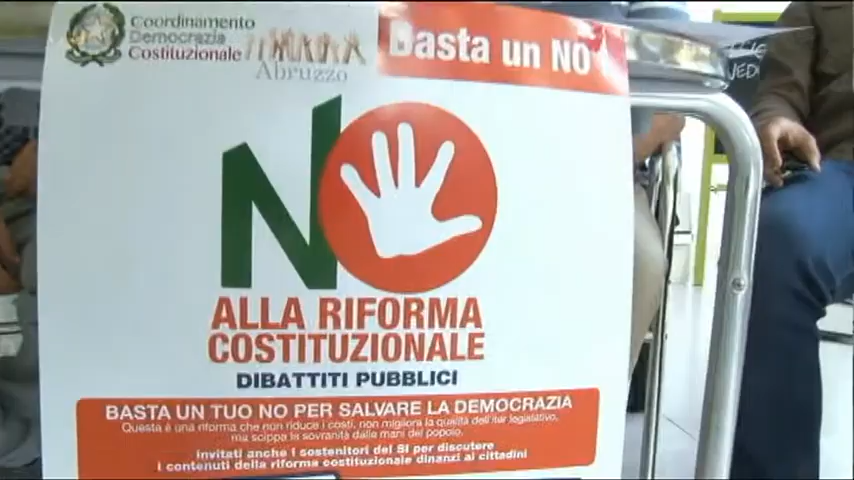 Coordinamento
Democrazia
Costituzionale
Abruzzo
Basta un NO
NO
ALLA RIFORMA
COSTITUZIONALE
DIBATTITI PUBBLICI
BASTA UN TUO NO PER SALVARE LA DEMOCRAZIA
Questa è una riforma che non riduce i costi, non migliora la qualità dell'iter legislativo,
ma scippa la sovranità dalle mani del popolo.
Invitati anche i sostenitori del SI per discutere
i contenuti della riforma costituzionale dinanzi ai cittadini